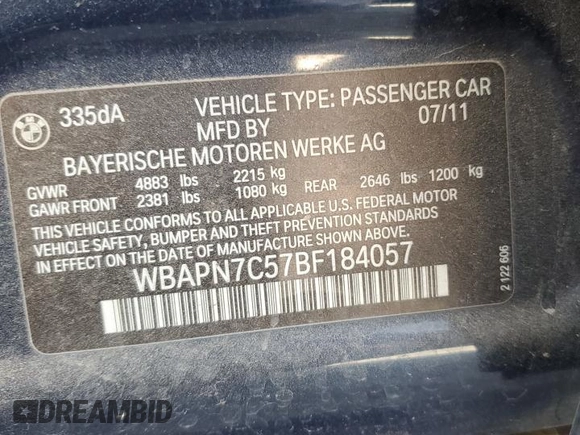 BMW
335dA
VEHICLE TYPE: PASSENGER CAR
MFD BY 07/11
BAYERISCHE MOTOREN WERKE AG
GVWR 4883 lbs 2215 kg
GAWR FRONT 2381 lbs 1080 kg REAR 2646 lbs 1200 kg
THIS VEHICLE CONFORMS TO ALL APPLICABLE U.S. FEDERAL MOTOR
VEHICLE SAFETY, BUMPER AND THEFT PREVENTION STANDARDS
IN EFFECT ON THE DATE OF MANUFACTURE SHOWN ABOVE.
WBAPN7C57BF184057
2 122 606
DREAMBID